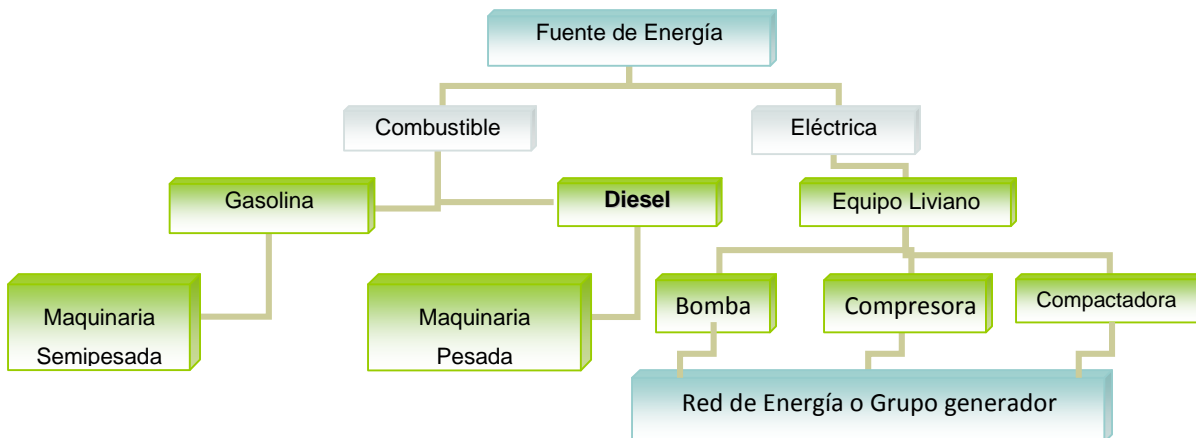 Fuente de Energía
Combustible
Eléctrica
Gasolina
Diesel
Equipo Liviano
Maquinaria
Semipesada
Maquinaria
Pesada
Bomba
Compresora
Compactadora
Red de Energía o Grupo generador